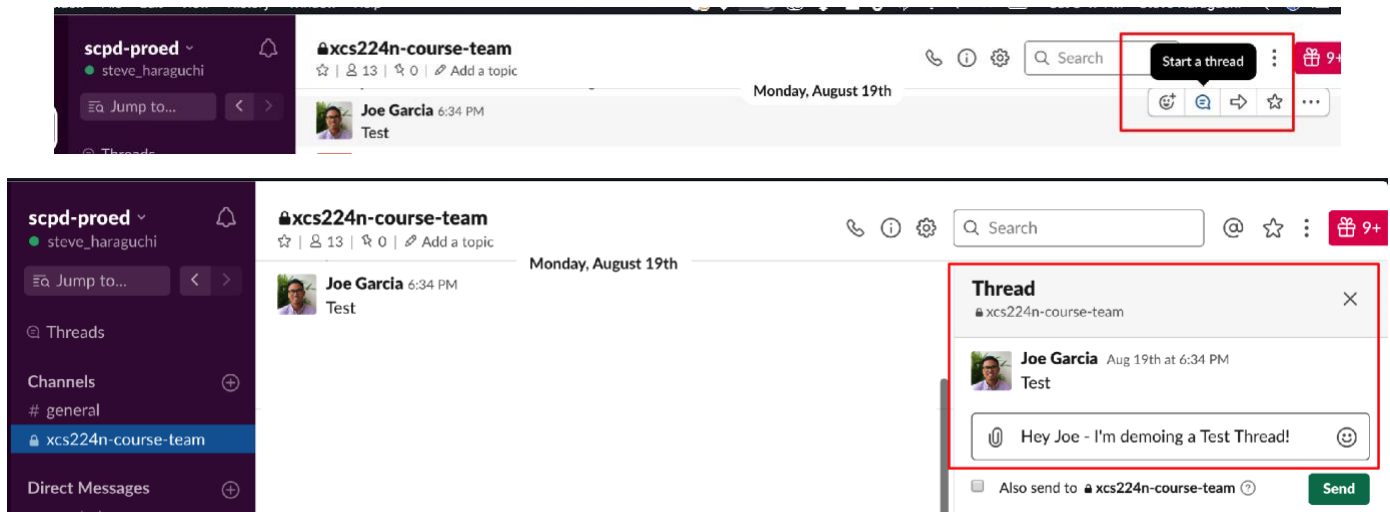 scpd-proed
xcs224n-course-team
steve_haraguchi
13 | 0 | Add a topic
Search
Start a thread
9+
Jump to...
Monday, August 19th
Joe Garcia 6:34 PM
Test
Threads
scpd-proed
xcs224n-course-team
steve_haraguchi
13 | 0 | Add a topic
Search
9+
Jump to...
Monday, August 19th
Joe Garcia 6:34 PM
Test
Threads
Channels
# general
xcs224n-course-team
Direct Messages
Thread
xcs224n-course-team
Joe Garcia Aug 19th at 6:34 PM
Test
Hey Joe - I'm demoing a Test Thread!
Also send to xcs224n-course-team
Send